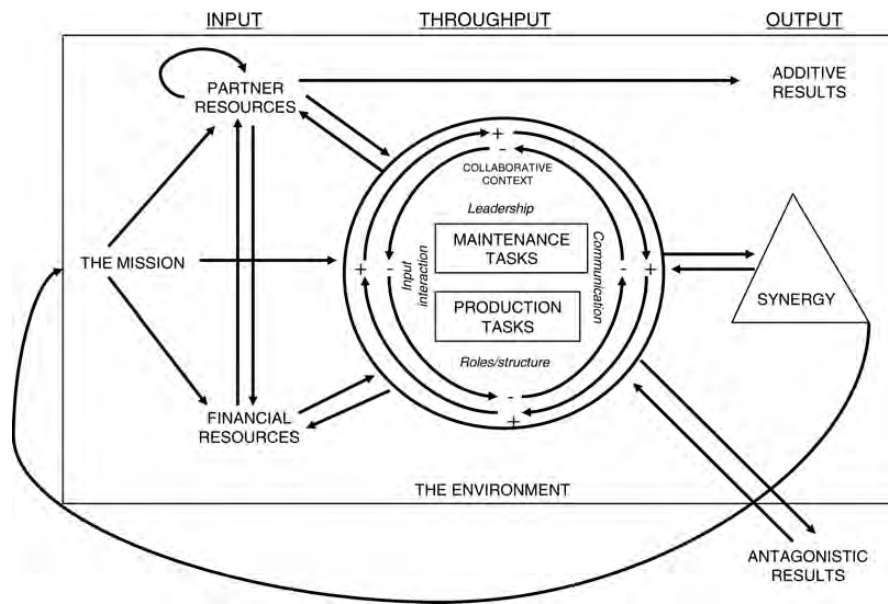 INPUT
THROUGHPUT
OUTPUT
PARTNER
RESOURCES
ADDITIVE
RESULTS
+
-
COLLABORATIVE
CONTEXT
Leadership
MAINTENANCE
TASKS
THE MISSION
+
-
Input
interaction
Communication
-
+
SYNERGY
PRODUCTION
TASKS
Roles/structure
-
+
FINANCIAL
RESOURCES
THE ENVIRONMENT
ANTAGONISTIC
RESULTS